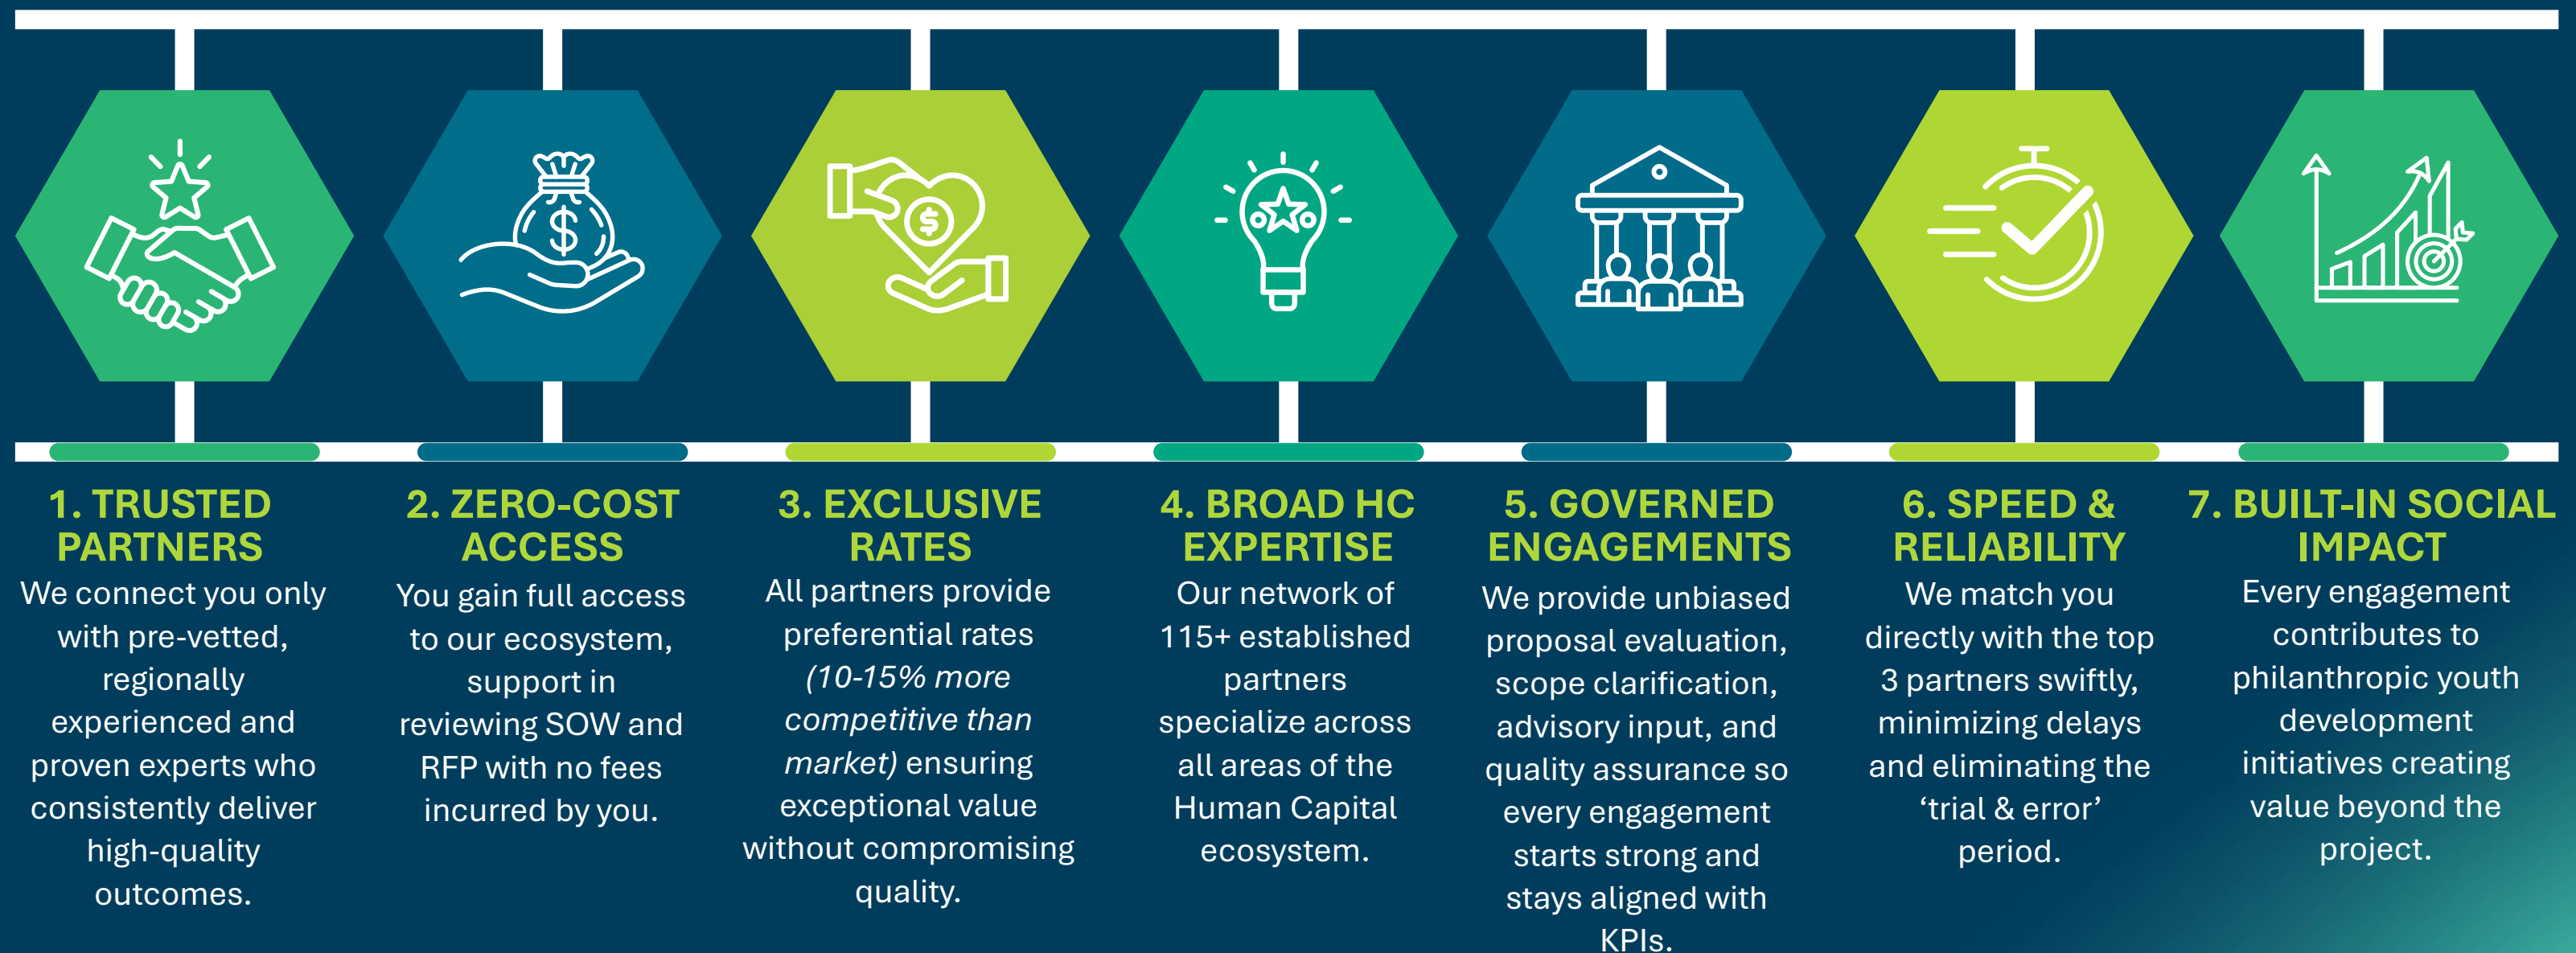 1. TRUSTED
PARTNERS
We connect you only
with pre-vetted,
regionally
experienced and
proven experts who
consistently deliver
high-quality
outcomes.
$
2. ZERO-COST
ACCESS
You gain full access
to our ecosystem,
support in
reviewing SOW and
RFP with no fees
incurred by you.
$
3. EXCLUSIVE
RATES
All partners provide
preferential rates
(10-15% more
competitive than
market) ensuring
exceptional value
without compromising
quality.
4. BROAD HC
EXPERTISE
Our network of
115+ established
partners
specialize across
all areas of the
Human Capital
ecosystem.
5. GOVERNED
ENGAGEMENTS
We provide unbiased
proposal evaluation,
scope clarification,
advisory input, and
quality assurance so
every engagement
starts strong and
stays aligned with
KPIs.
6. SPEED &
RELIABILITY
We match you
directly with the top
3 partners swiftly,
minimizing delays
and eliminating the
‘trial & error’
period.
7. BUILT-IN SOCIAL
IMPACT
Every engagement
contributes to
philanthropic youth
development
initiatives creating
value beyond the
project.